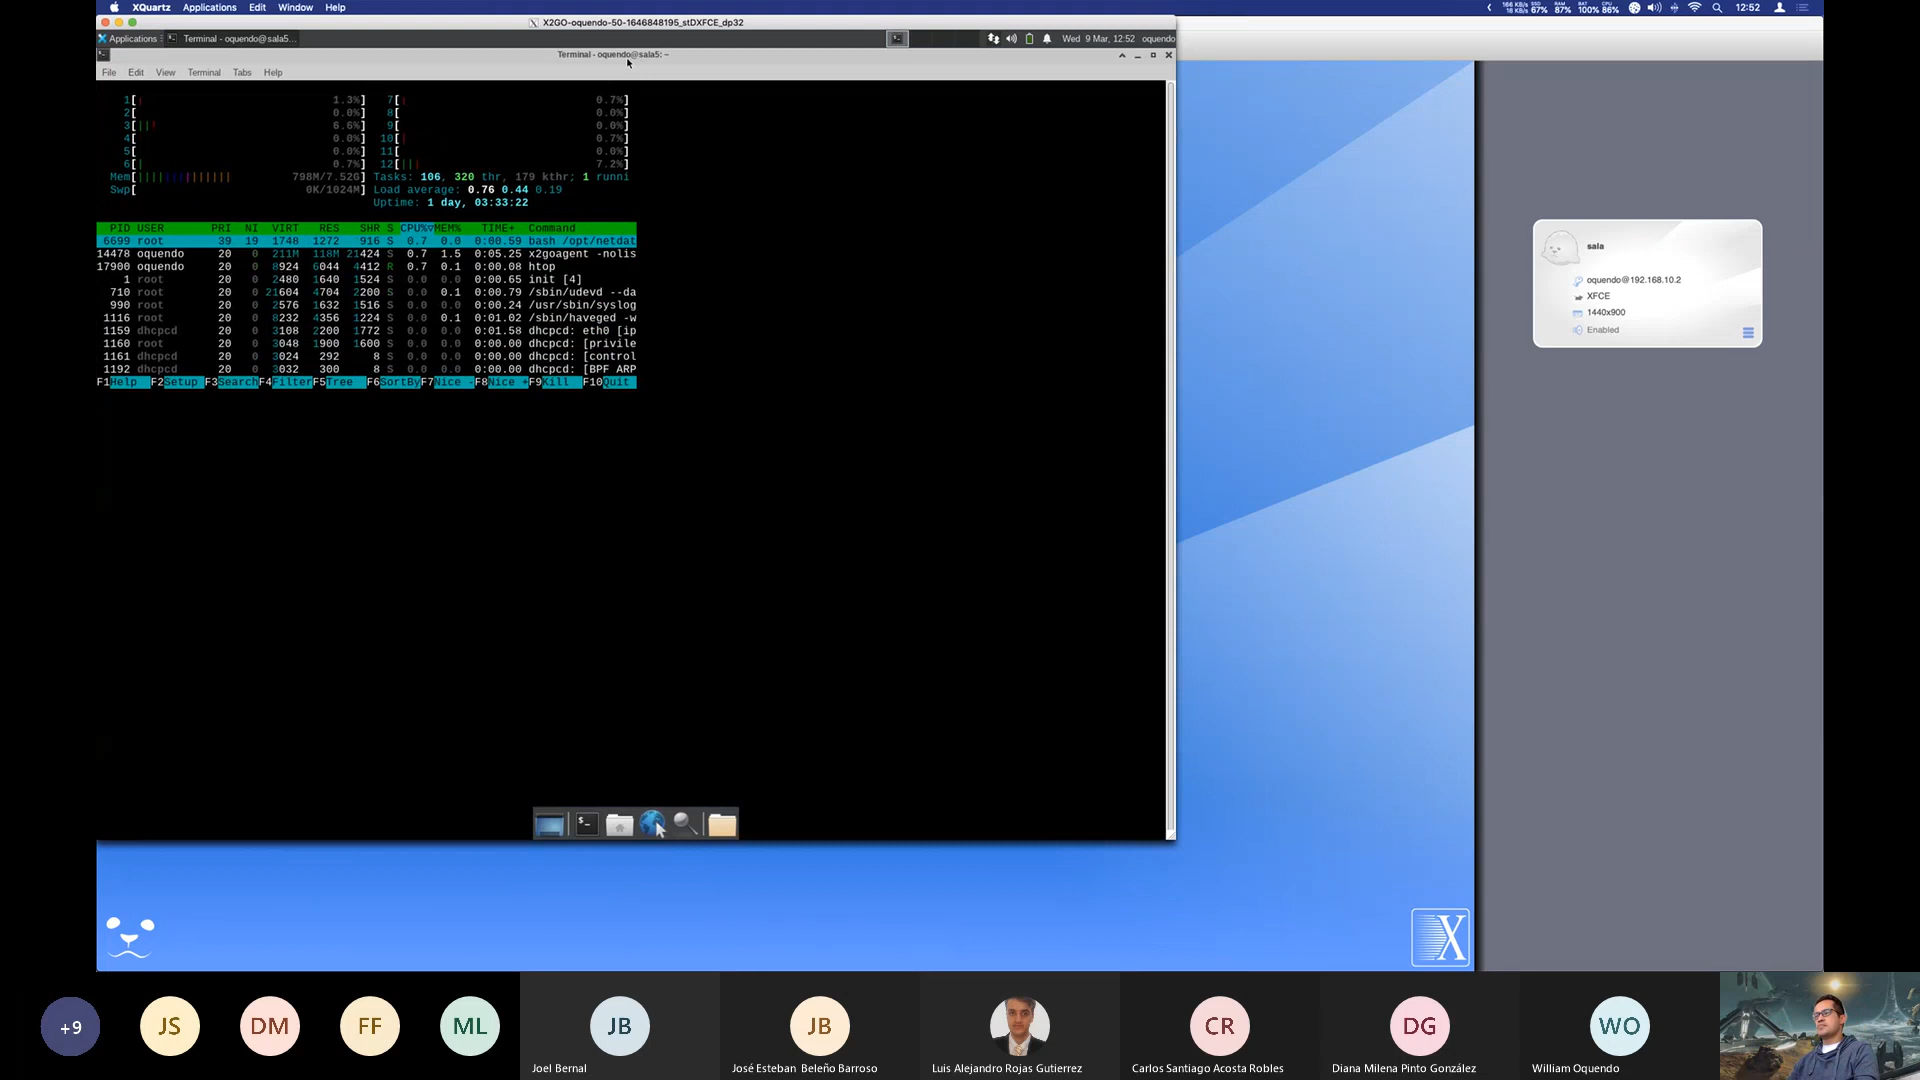 XQuartz Applications Edit Window Help
166 KB/s 18 KB/s SSD 67% RAM 87% BAT 100% CPU 86% 12:52
X2GO-oquendo-50-1646848195_stDXFCE_dp32
Applications Terminal - oquendo@sala5... Wed 9 Mar, 12:52 oquendo
Terminal - oquendo@sala5: ~
File Edit View Terminal Tabs Help
1[| 1.3%] 7[| 0.7%]
2[ 0.0%] 8[ 0.0%]
3[||| 6.6%] 9[ 0.0%]
4[ 0.0%] 10[| 0.7%]
5[ 0.0%] 11[ 0.0%]
6[| 0.7%] 12[||| 7.2%]
Mem[|||||||||||||| 798M/7.52G] Tasks: 106, 320 thr, 179 kthr; 1 runni
Swp[ 0K/1024M] Load average: 0.76 0.44 0.19
Uptime: 1 day, 03:33:22
PID USER PRI NI VIRT RES SHR S CPU%▽MEM% TIME+ Command
6699 root 39 19 1748 1272 916 S 0.7 0.0 0:00.59 bash /opt/netdat
14478 oquendo 20 0 211M 118M 21424 S 0.7 1.5 0:05.25 x2goagent -nolis
17900 oquendo 20 0 8924 6044 4412 R 0.7 0.1 0:00.08 htop
1 root 20 0 2480 1640 1524 S 0.0 0.0 0:00.65 init [4]
710 root 20 0 21604 4704 2200 S 0.0 0.1 0:00.79 /sbin/udevd --da
990 root 20 0 2576 1632 1516 S 0.0 0.0 0:00.24 /usr/sbin/syslog
1116 root 20 0 8232 4356 1224 S 0.0 0.1 0:01.02 /sbin/haveged -w
1159 dhcpcd 20 0 3108 2200 1772 S 0.0 0.0 0:01.58 dhcpcd: eth0 [ip
1160 root 20 0 3048 1900 1600 S 0.0 0.0 0:00.00 dhcpcd: [privile
1161 dhcpcd 20 0 3024 292 8 S 0.0 0.0 0:00.00 dhcpcd: [control
1192 dhcpcd 20 0 3032 300 8 S 0.0 0.0 0:00.00 dhcpcd: [BPF ARP
F1Help F2Setup F3Search F4Filter F5Tree F6SortBy F7Nice - F8Nice + F9Kill F10Quit
sala
oquendo@192.168.10.2
XFCE
1440x900
Enabled
X
+9 JS DM FF ML JB JB CR DG WO
Joel Bernal José Esteban Beleño Barroso Luis Alejandro Rojas Gutierrez Carlos Santiago Acosta Robles Diana Milena Pinto González William Oquendo